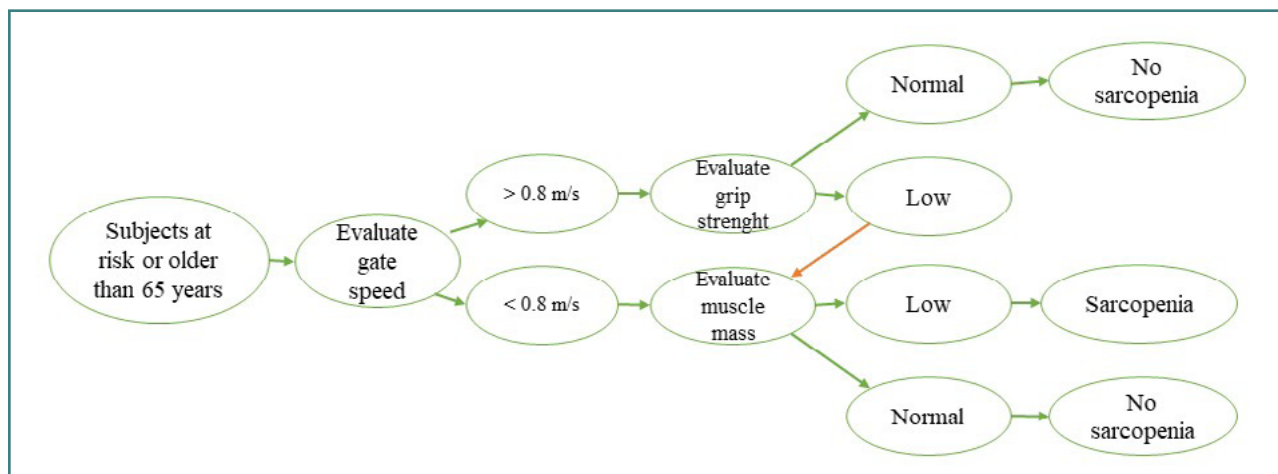 Subjects at
risk or older
than 65 years
Evaluate
gate
speed
> 0.8 m/s
Evaluate
grip
strenght
Normal
No
sarcopenia
Low
< 0.8 m/s
Evaluate
muscle
mass
Low
Sarcopenia
Normal
No
sarcopenia